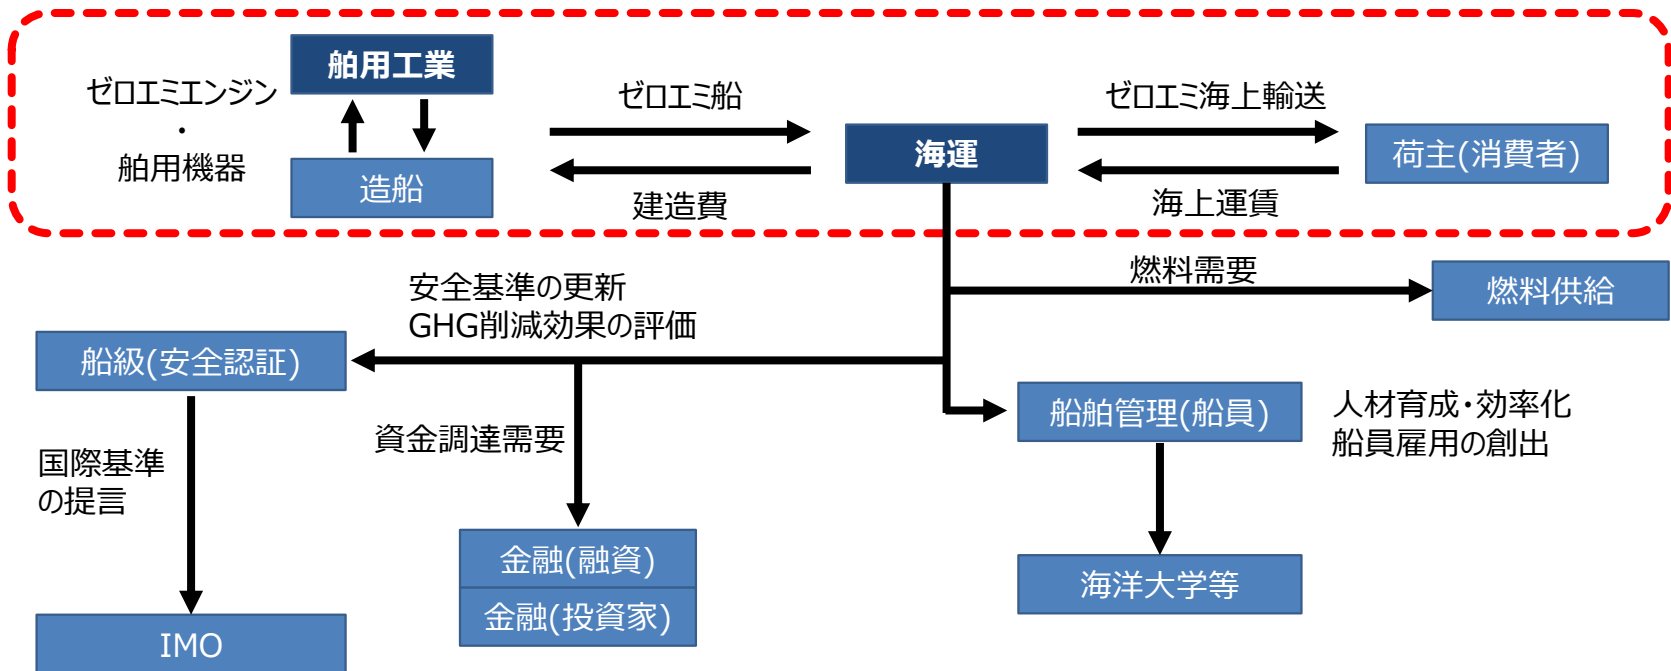 舶用工業
ゼロエミエンジン
・
舶用機器
造船
ゼロエミ船
建造費
海運
ゼロエミ海上輸送
海上運賃
荷主(消費者)
燃料需要
燃料供給
安全基準の更新
GHG削減効果の評価
船級(安全認証)
資金調達需要
船舶管理(船員)
人材育成・効率化
船員雇用の創出
国際基準
の提言
金融(融資)
金融(投資家)
海洋大学等
IMO